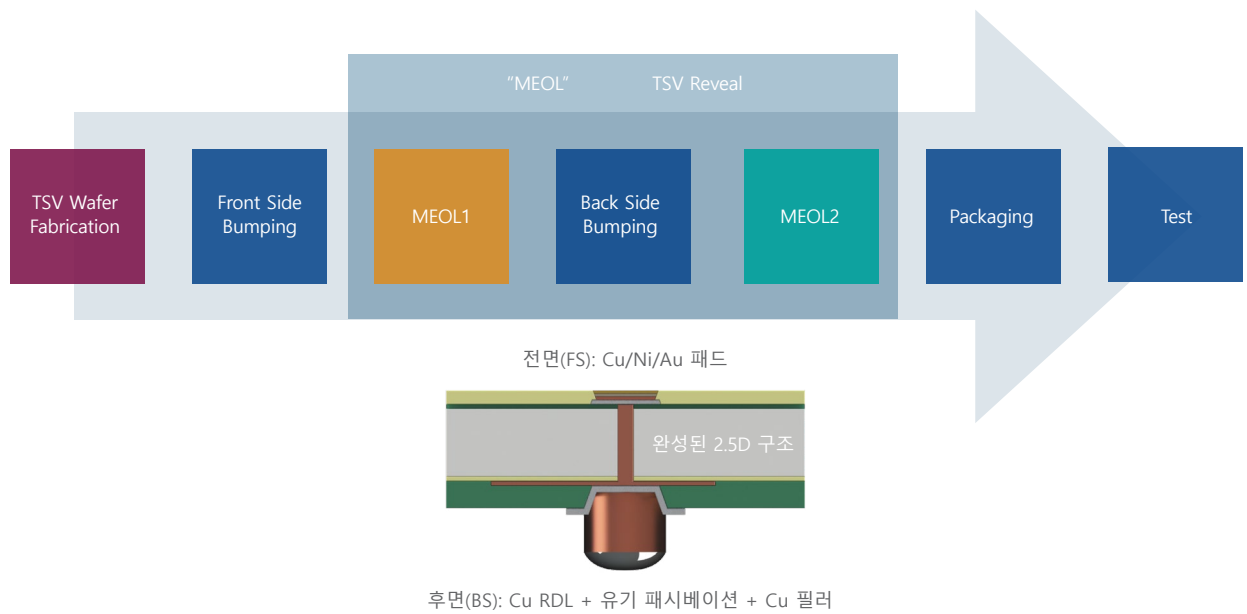 “MEOL” TSV Reveal
TSV Wafer
Fabrication
Front Side
Bumping
MEOL1
Back Side
Bumping
MEOL2
Packaging
Test
전면(FS): Cu/Ni/Au 패드
완성된 2.5D 구조
후면(BS): Cu RDL + 유기 패시베이션 + Cu 필러